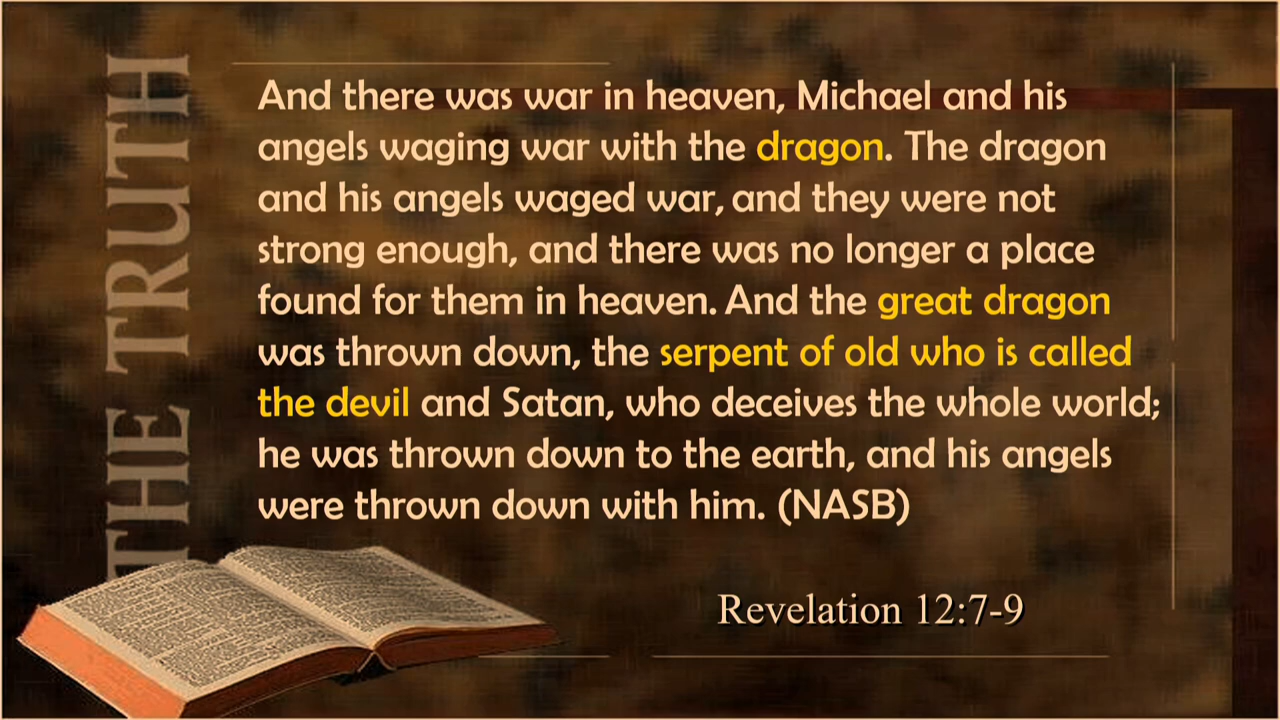 THE TRUTH
And there was war in heaven, Michael and his
angels waging war with the dragon. The dragon
and his angels waged war, and they were not
strong enough, and there was no longer a place
found for them in heaven. And the great dragon
was thrown down, the serpent of old who is called
the devil and Satan, who deceives the whole world;
he was thrown down to the earth, and his angels
were thrown down with him. (NASB)
Revelation 12:7-9